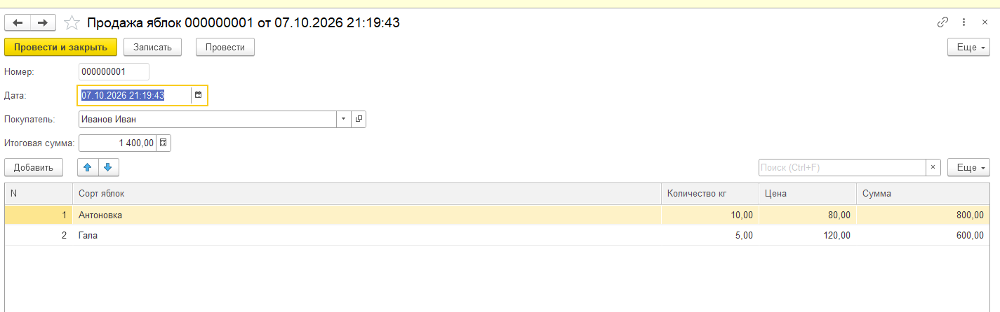 Продажа яблок 000000001 от 07.10.2026 21:19:43
Провести и закрыть Записать Провести Еще
Номер: 000000001
Дата: 07.10.2026 21:19:43
Покупатель: Иванов Иван
Итоговая сумма: 1 400,00
Добавить Поиск (Ctrl+F) × Еще
N Сорт яблок Количество кг Цена Сумма
1 Антоновка 10,00 80,00 800,00
2 Гала 5,00 120,00 600,00